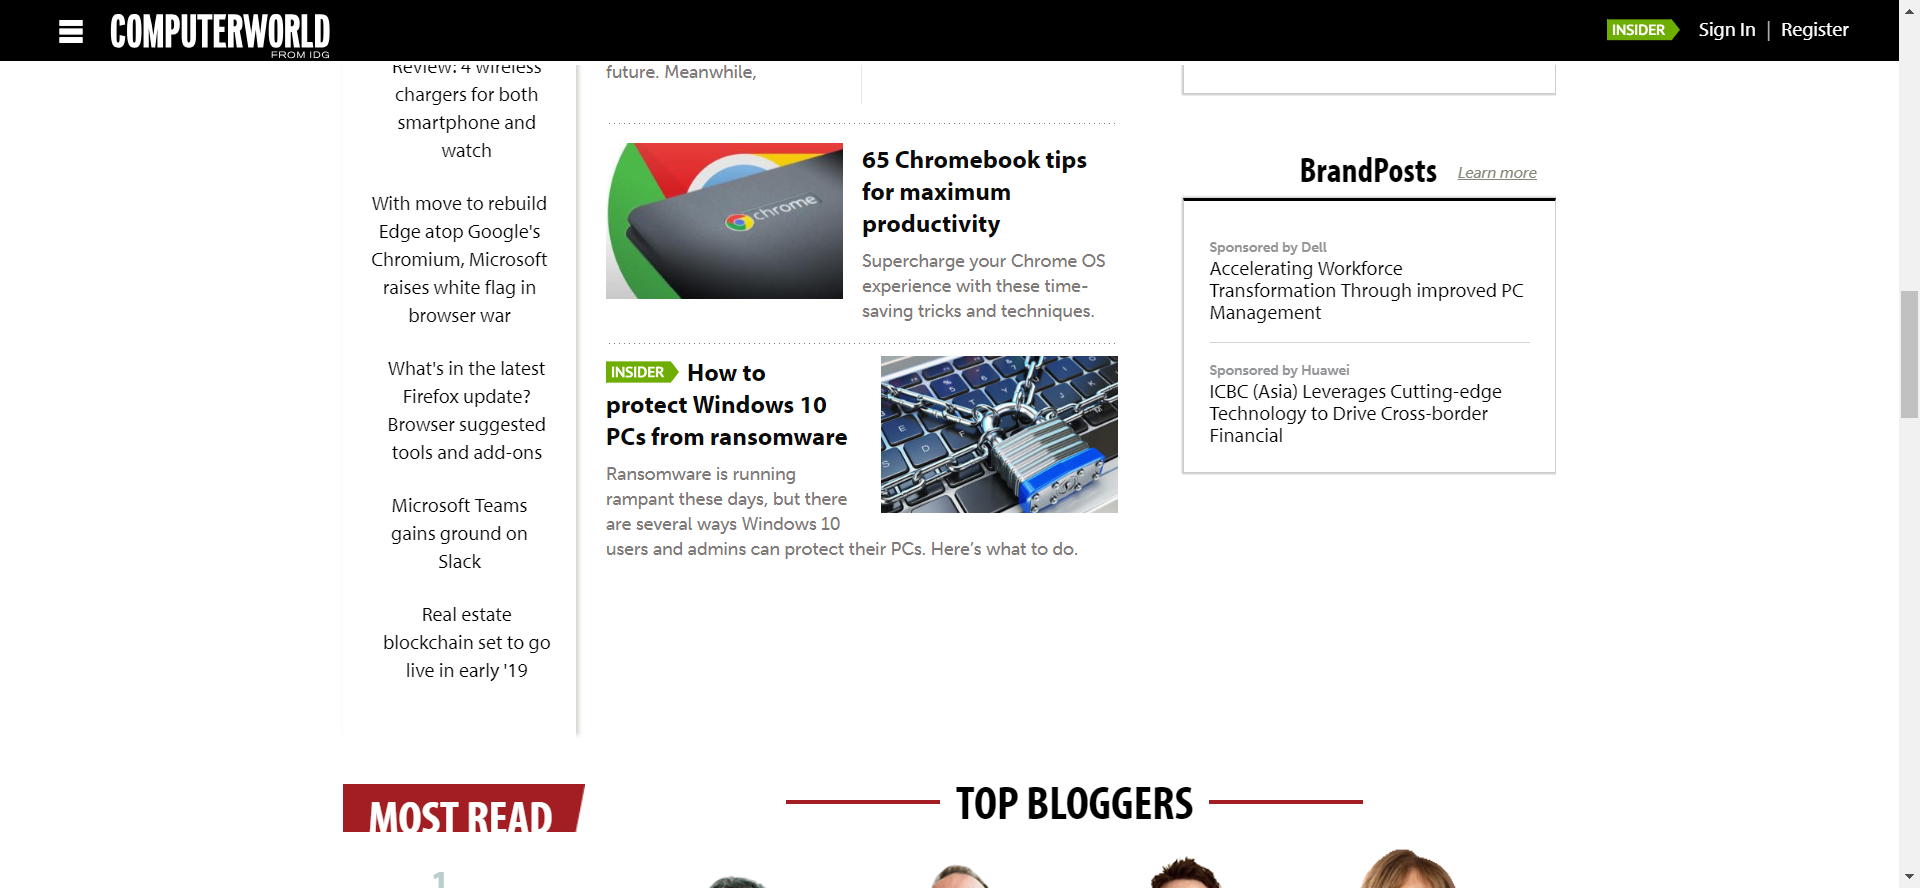 COMPUTERWORLD
FROM IDG
INSIDER Sign In | Register
Review: 4 wireless
chargers for both
smartphone and
watch
With move to rebuild
Edge atop Google's
Chromium, Microsoft
raises white flag in
browser war
What's in the latest
Firefox update?
Browser suggested
tools and add-ons
Microsoft Teams
gains ground on
Slack
Real estate
blockchain set to go
live in early '19
future. Meanwhile,
chrome
65 Chromebook tips
for maximum
productivity
Supercharge your Chrome OS
experience with these time-
saving tricks and techniques.
INSIDER How to
protect Windows 10
PCs from ransomware
Ransomware is running
rampant these days, but there
are several ways Windows 10
users and admins can protect their PCs. Here’s what to do.
BrandPosts Learn more
Sponsored by Dell
Accelerating Workforce
Transformation Through improved PC
Management
Sponsored by Huawei
ICBC (Asia) Leverages Cutting-edge
Technology to Drive Cross-border
Financial
MOST READ
1
TOP BLOGGERS